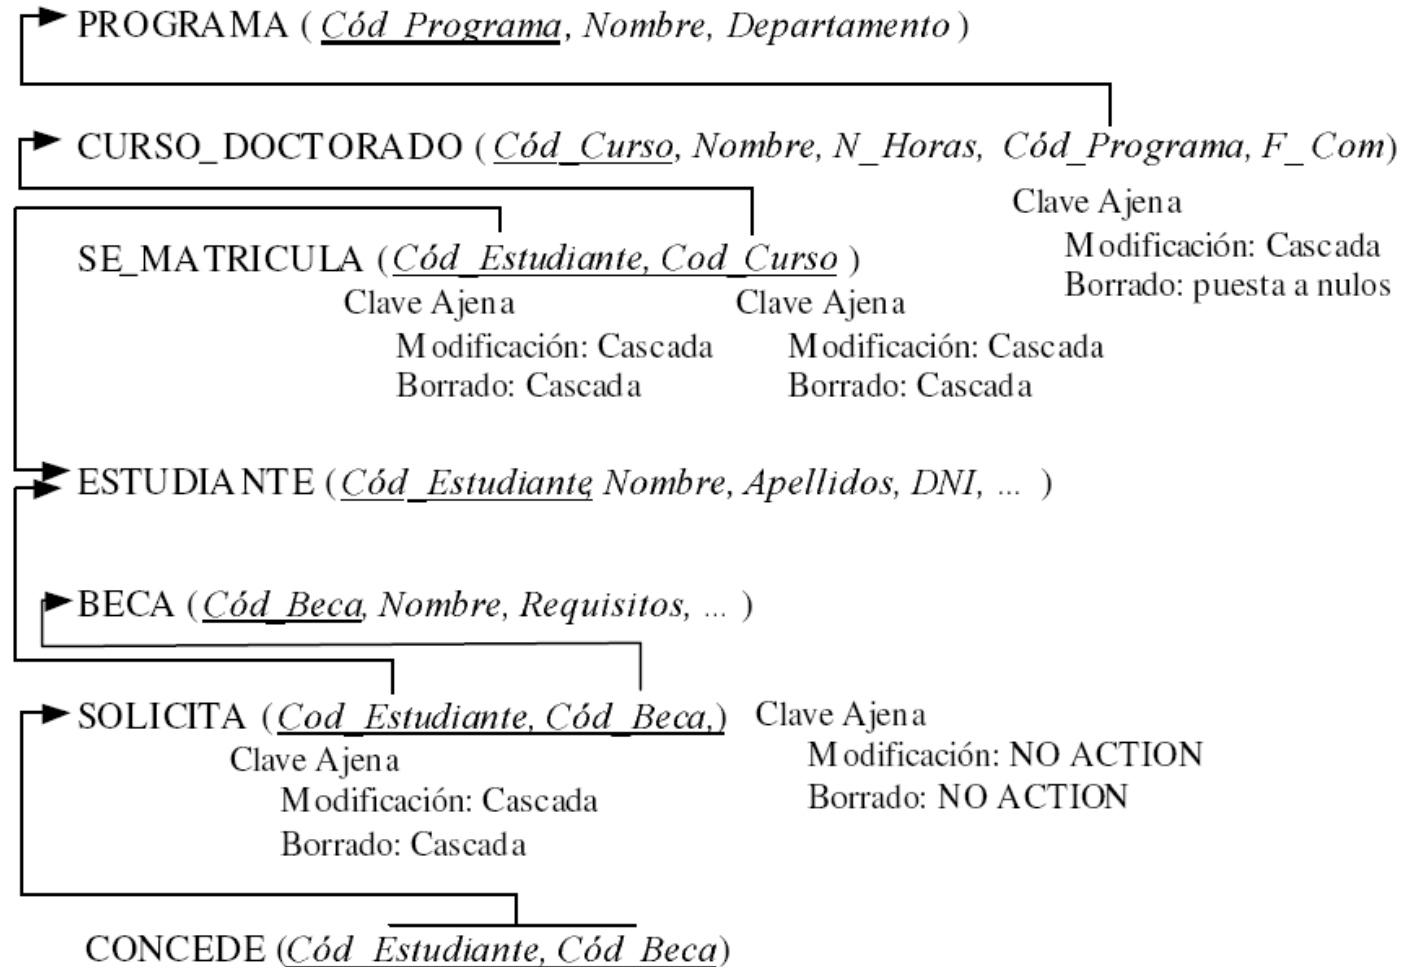 PROGRAMA ( Cód_Programa, Nombre, Departamento )
CURSO_DOCTORADO ( Cód_Curso, Nombre, N_Horas, Cód_Programa, F_Com)
Clave Ajena
Modificación: Cascada
Borrado: puesta a nulos
SE_MATRICULA (Cód_Estudiante, Cod_Curso )
Clave Ajena Clave Ajena
Modificación: Cascada Modificación: Cascada
Borrado: Cascada Borrado: Cascada
ESTUDIANTE (Cód_Estudiante, Nombre, Apellidos, DNI, ... )
BECA (Cód_Beca, Nombre, Requisitos, ... )
SOLICITA (Cod_Estudiante, Cód_Beca,) Clave Ajena
Modificación: NO ACTION
Borrado: NO ACTION
Clave Ajena
Modificación: Cascada
Borrado: Cascada
CONCEDE (Cód_Estudiante, Cód_Beca)